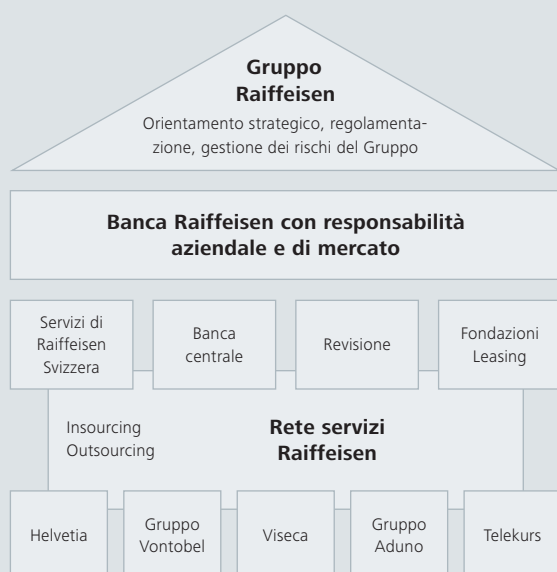 Gruppo
Raiffeisen
Orientamento strategico, regolamenta-
zione, gestione dei rischi del Gruppo
Banca Raiffeisen con responsabilità
aziendale e di mercato
Servizi di
Raiffeisen
Svizzera
Banca
centrale
Revisione
Fondazioni
Leasing
Insourcing
Outsourcing
Rete servizi
Raiffeisen
Helvetia
Gruppo
Vontobel
Viseca
Gruppo
Aduno
Telekurs